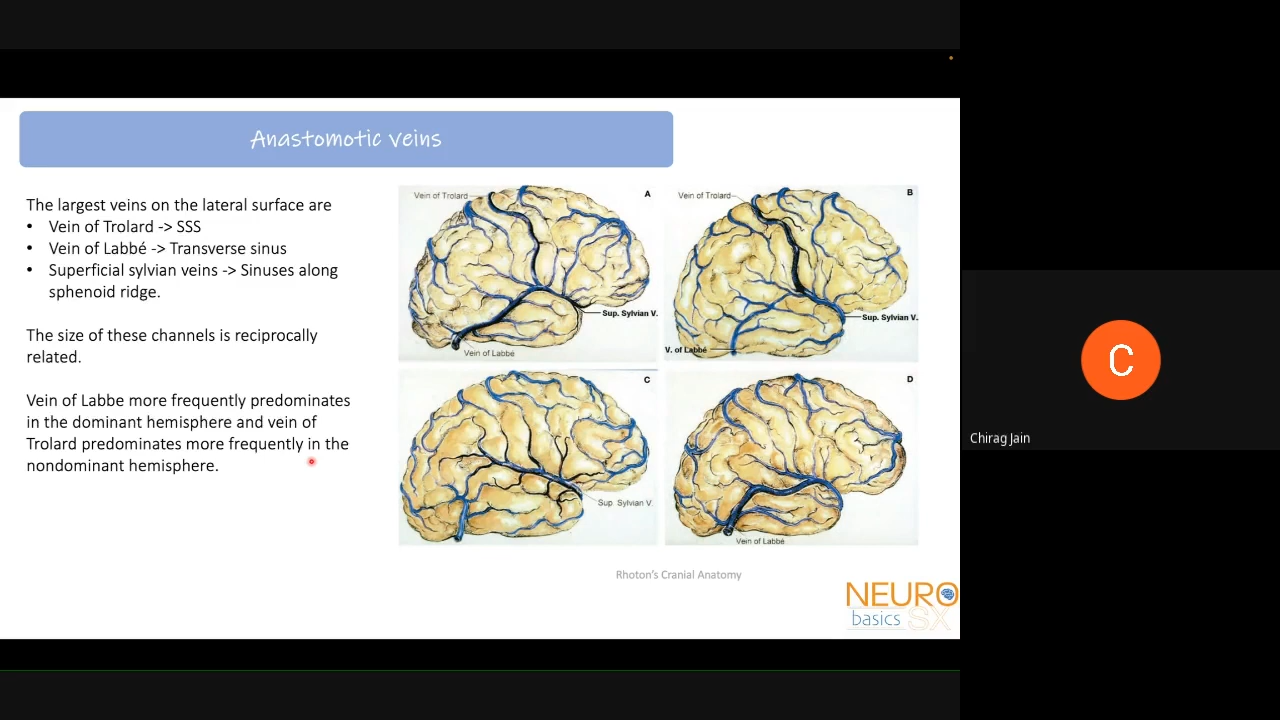 Anastomotic Veins
The largest veins on the lateral surface are
• Vein of Trolard -> SSS
• Vein of Labbé -> Transverse sinus
• Superficial sylvian veins -> Sinuses along
sphenoid ridge.
The size of these channels is reciprocally
related.
Vein of Labbe more frequently predominates
in the dominant hemisphere and vein of
Trolard predominates more frequently in the
nondominant hemisphere.
Vein of Trolard
A
Sup. Sylvian V.
Vein of Labbé
Vein of Trolard
B
Sup. Sylvian V.
V. of Labbé
C
Sup. Sylvian V.
D
Vein of Labbé
Rhoton's Cranial Anatomy
NEURO
basics SX
C
Chirag Jain